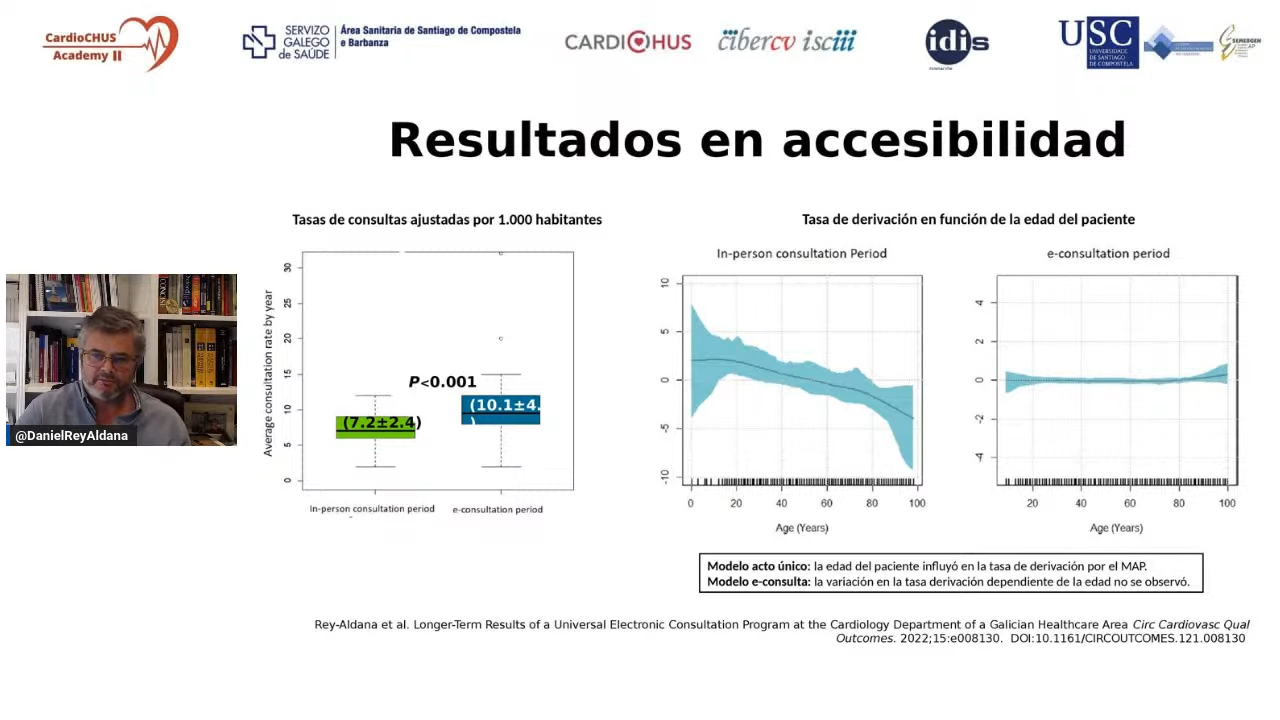 CardioCHUS
Academy II
SERVIZO
GALEGO
de SAÚDE
Área Sanitaria de Santiago de Compostela
e Barbanza
CARDIOCHUS
cibercv isciii
idis
FUNDACIÓN
USC
UNIVERSIDADE
DE SANTIAGO
DE COMPOSTELA
SEMERGEN
AP
Resultados en accesibilidad
Tasas de consultas ajustadas por 1.000 habitantes
Average consultation rate by year
30
25
20
15
10
5
0
P<0.001
(7.2±2.4)
(10.1±4.
)
In-person consultation period
e-consultation period
Tasa de derivación en función de la edad del paciente
In-person consultation Period
10
5
0
-5
-10
0 20 40 60 80 100
Age (Years)
e-consultation period
4
2
0
-2
-4
20 40 60 80 100
Age (Years)
@DanielReyAldana
Modelo acto único: la edad del paciente influyó en la tasa de derivación por el MAP.
Modelo e-consulta: la variación en la tasa derivación dependiente de la edad no se observó.
Rey-Aldana et al. Longer-Term Results of a Universal Electronic Consultation Program at the Cardiology Department of a Galician Healthcare Area Circ Cardiovasc Qual
Outcomes. 2022;15:e008130. DOI:10.1161/CIRCOUTCOMES.121.008130